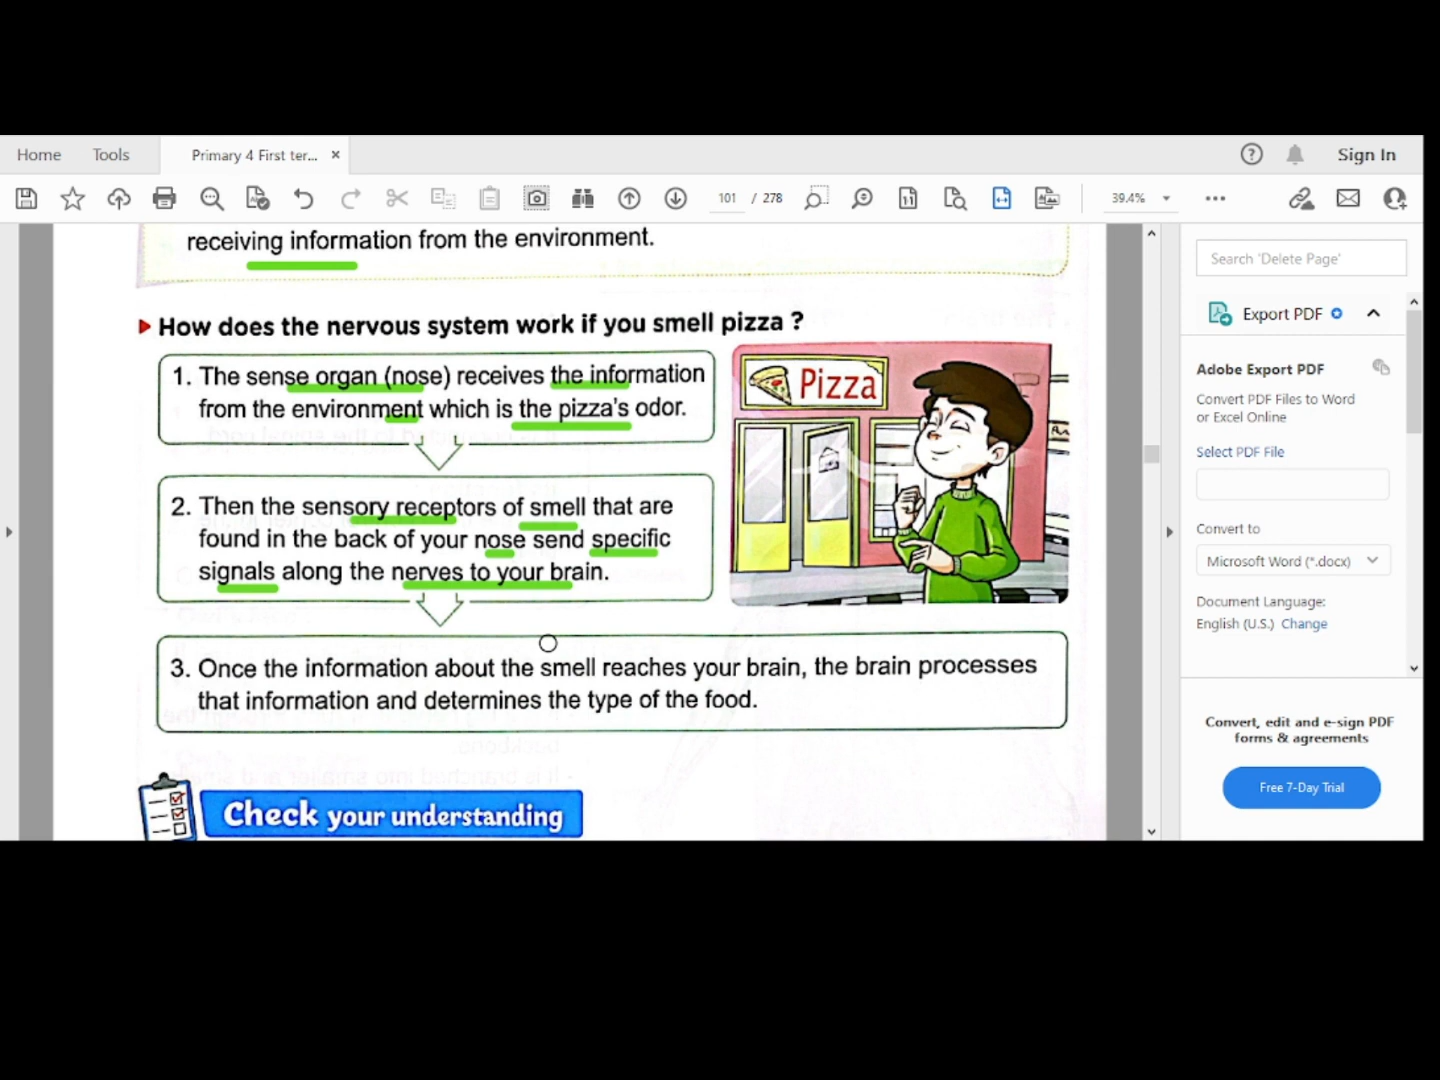 Home Tools Primary 4 First ter... × Sign In
101 / 278 39.4%
receiving information from the environment.
How does the nervous system work if you smell pizza ?
1. The sense organ (nose) receives the information
from the environment which is the pizza's odor.
2. Then the sensory receptors of smell that are
found in the back of your nose send specific
signals along the nerves to your brain.
Pizza
3. Once the information about the smell reaches your brain, the brain processes
that information and determines the type of the food.
Check your understanding
Search 'Delete Page'
Export PDF
Adobe Export PDF
Convert PDF Files to Word
or Excel Online
Select PDF File
Convert to
Microsoft Word (*.docx)
Document Language:
English (U.S.) Change
Convert, edit and e-sign PDF
forms & agreements
Free 7-Day Trial